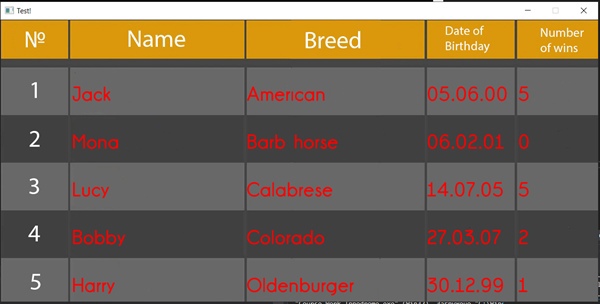 Test!
№ Name Breed Date of Birthday Number of wins
1 Jack American 05.06.00 5
2 Mona Barb horse 06.02.01 0
3 Lucy Calabrese 14.07.05 5
4 Bobby Colorado 27.03.07 2
5 Harry Oldenburger 30.12.99 1